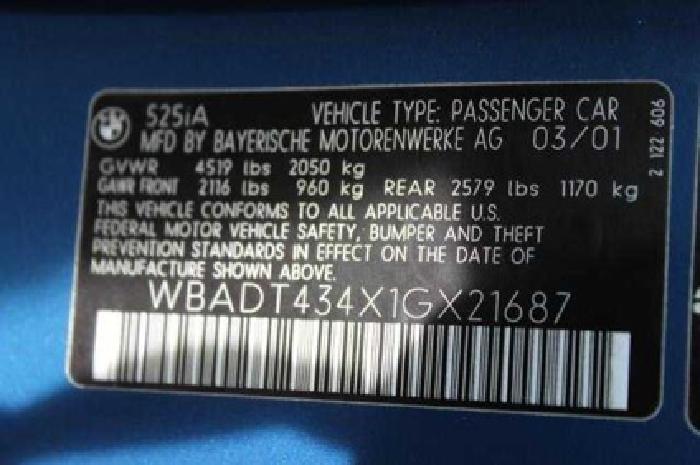 525iA VEHICLE TYPE: PASSENGER CAR
MFD BY BAYERISCHE MOTORENWERKE AG 03/01
GVWR 4519 lbs 2050 kg
GAWR FRONT 2116 lbs 960 kg REAR 2579 lbs 1170 kg
THIS VEHICLE CONFORMS TO ALL APPLICABLE U.S.
FEDERAL MOTOR VEHICLE SAFETY, BUMPER AND THEFT
PREVENTION STANDARDS IN EFFECT ON THE DATE OF
MANUFACTURE SHOWN ABOVE.
WBADT434X1GX21687
2 122 606